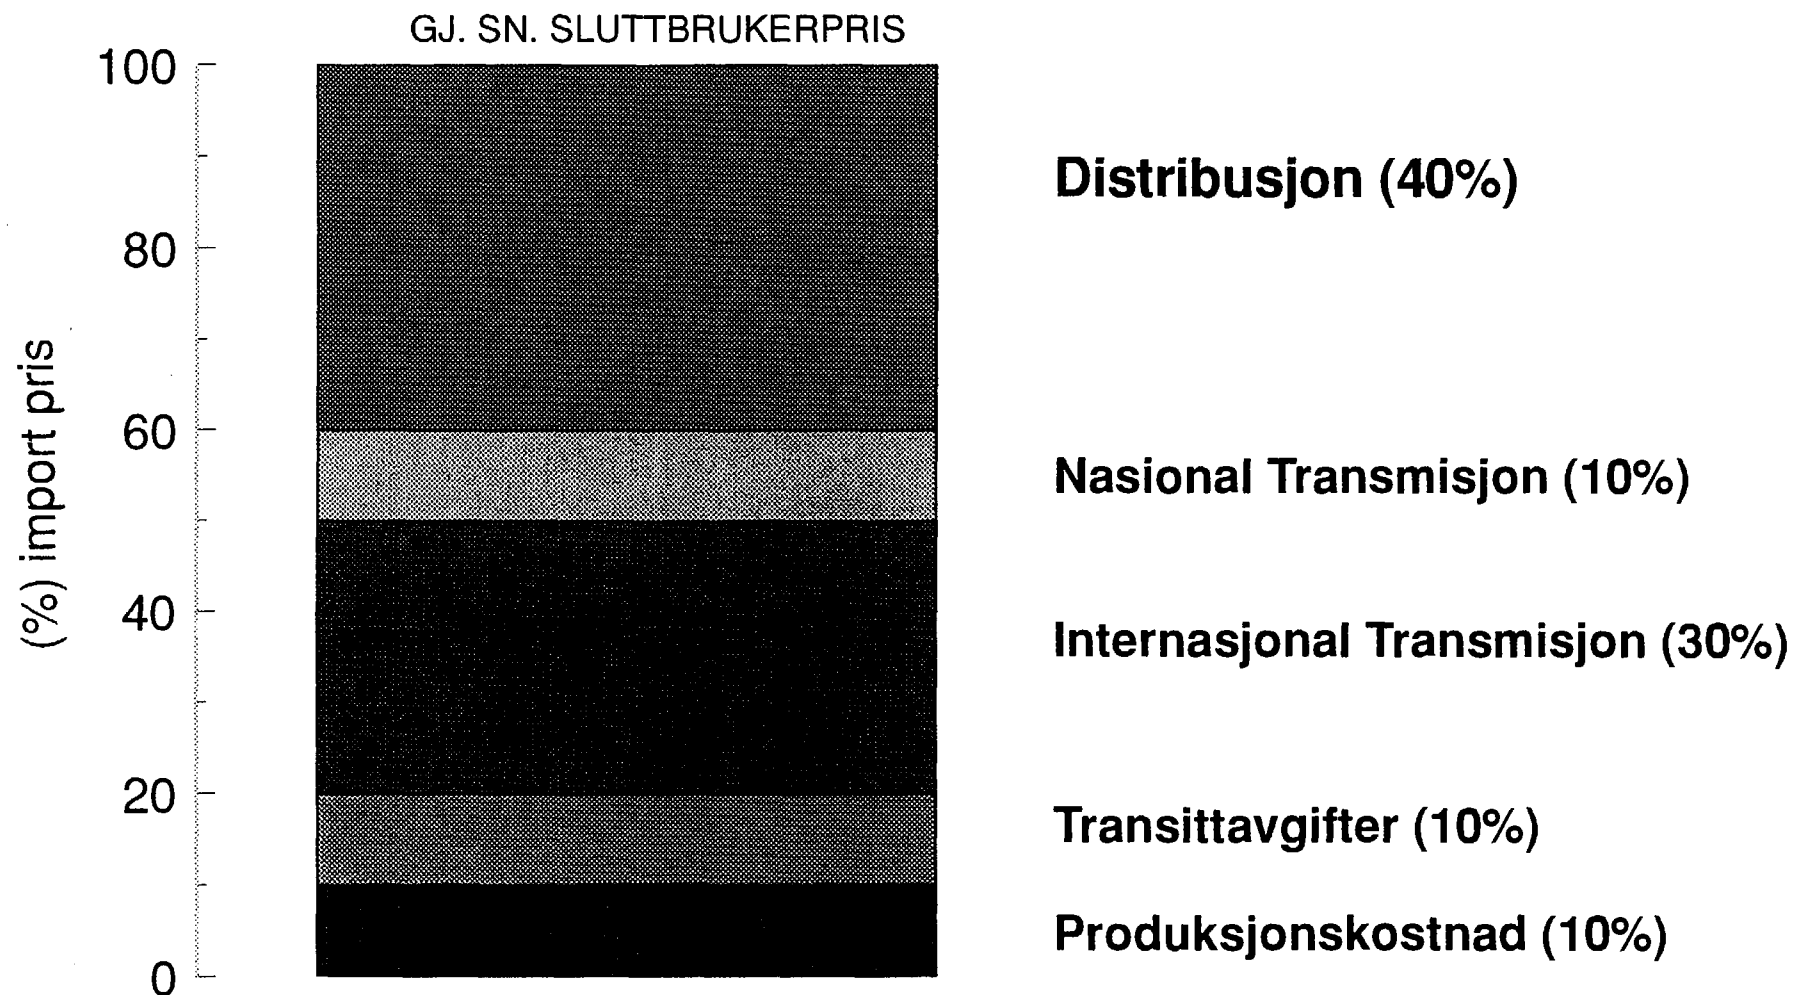 GJ. SN. SLUTTBRUKERPRIS
100
80
60
40
20
0
(%) import pris
Distribusjon (40%)
Nasional Transmisjon (10%)
Internasjonal Transmisjon (30%)
Transittavgifter (10%)
Produksjonskostnad (10%)